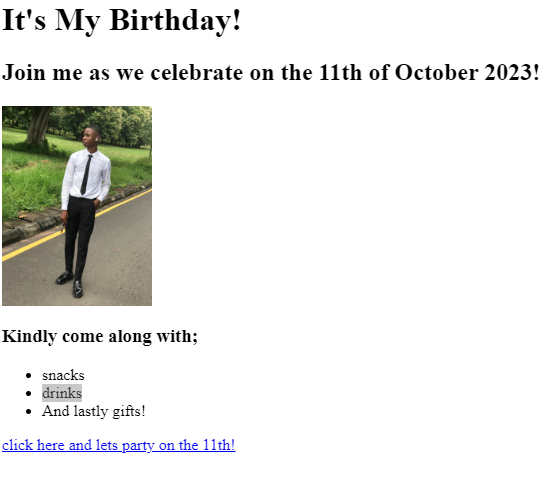 It's My Birthday!
Join me as we celebrate on the 11th of October 2023!
Kindly come along with;
snacks
drinks
And lastly gifts!
click here and lets party on the 11th!